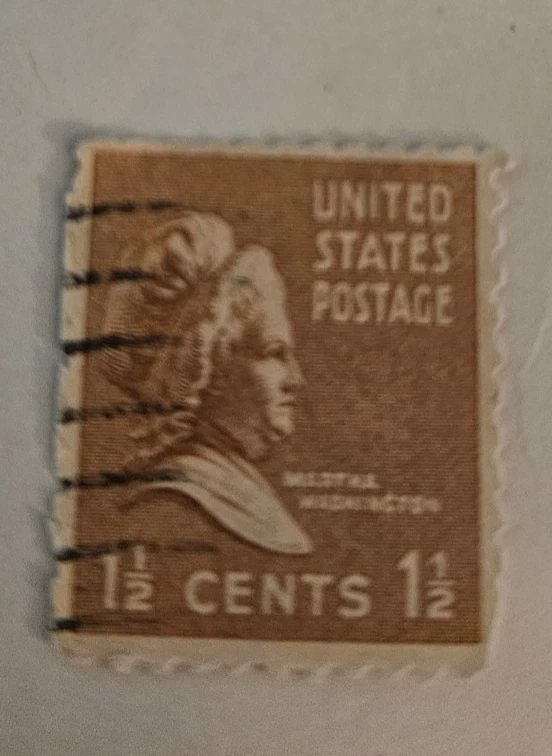 UNITED
STATES
POSTAGE
MARTHA
WASHINGTON
1½ CENTS 1½